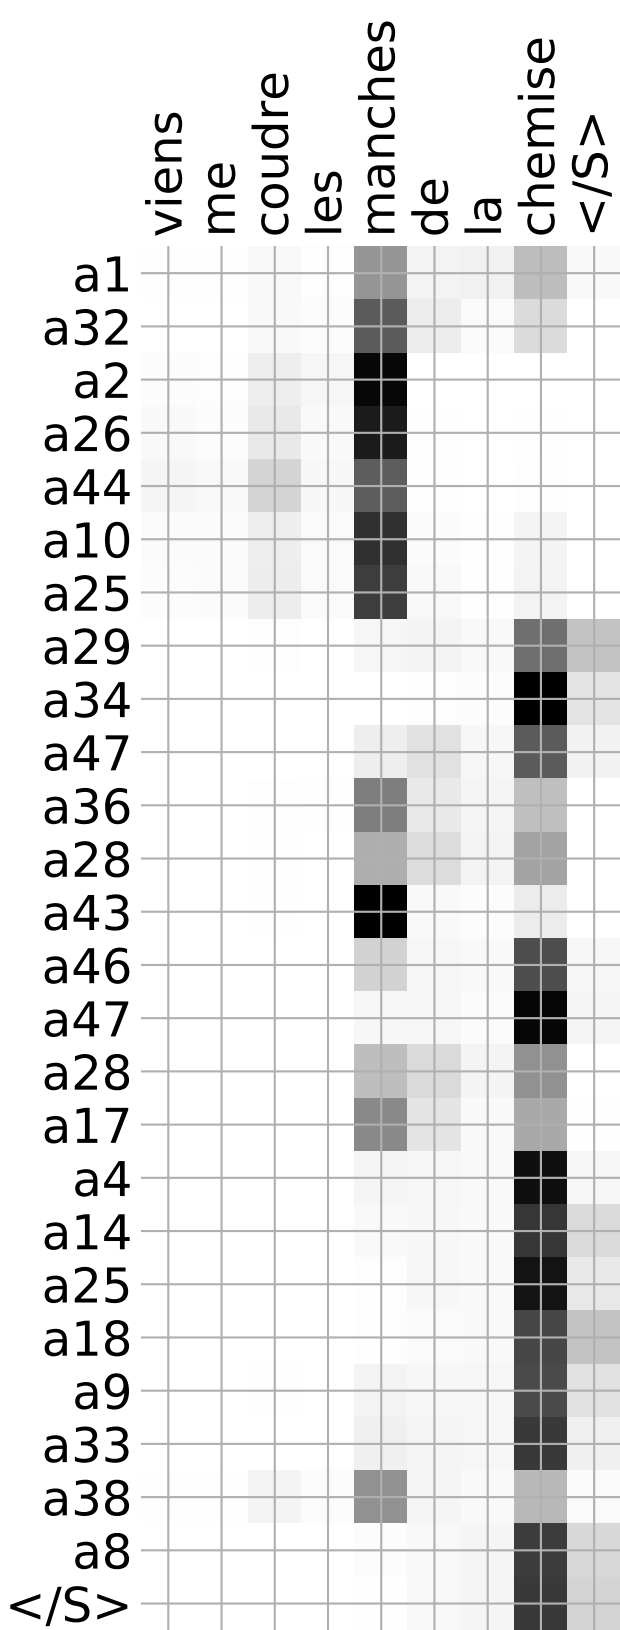 viens
me
coudre
les
manches
de
la
chemise
</S>
a1
a32
a2
a26
a44
a10
a25
a29
a34
a47
a36
a28
a43
a46
a47
a28
a17
a4
a14
a25
a18
a9
a33
a38
a8
</S>